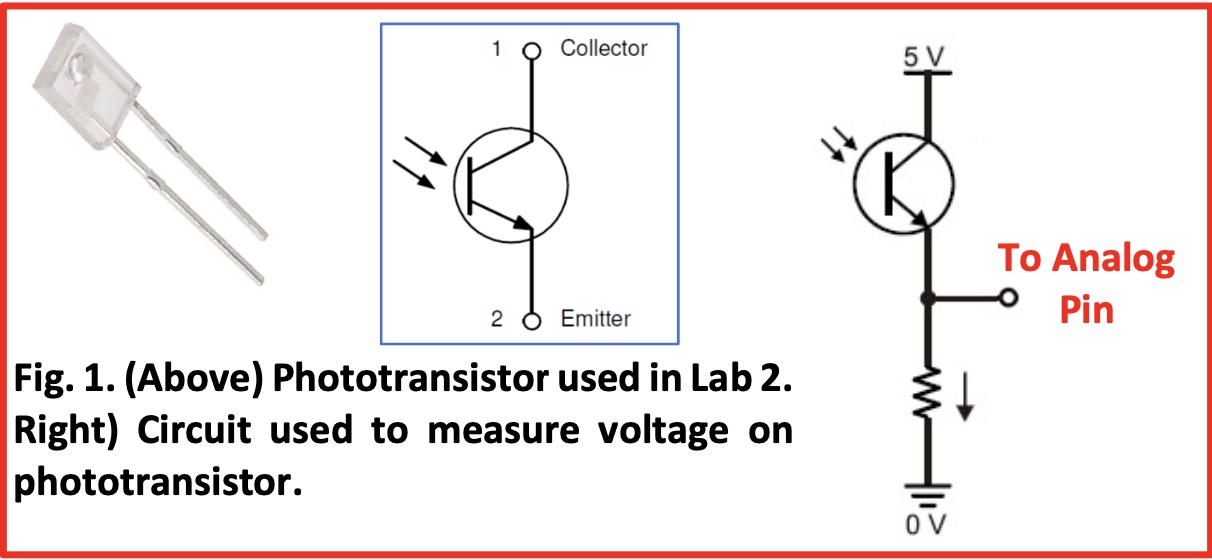 1 Collector
2 Emitter
Fig. 1. (Above) Phototransistor used in Lab 2.
Right) Circuit used to measure voltage on
phototransistor.
5 V
To Analog
Pin
0 V